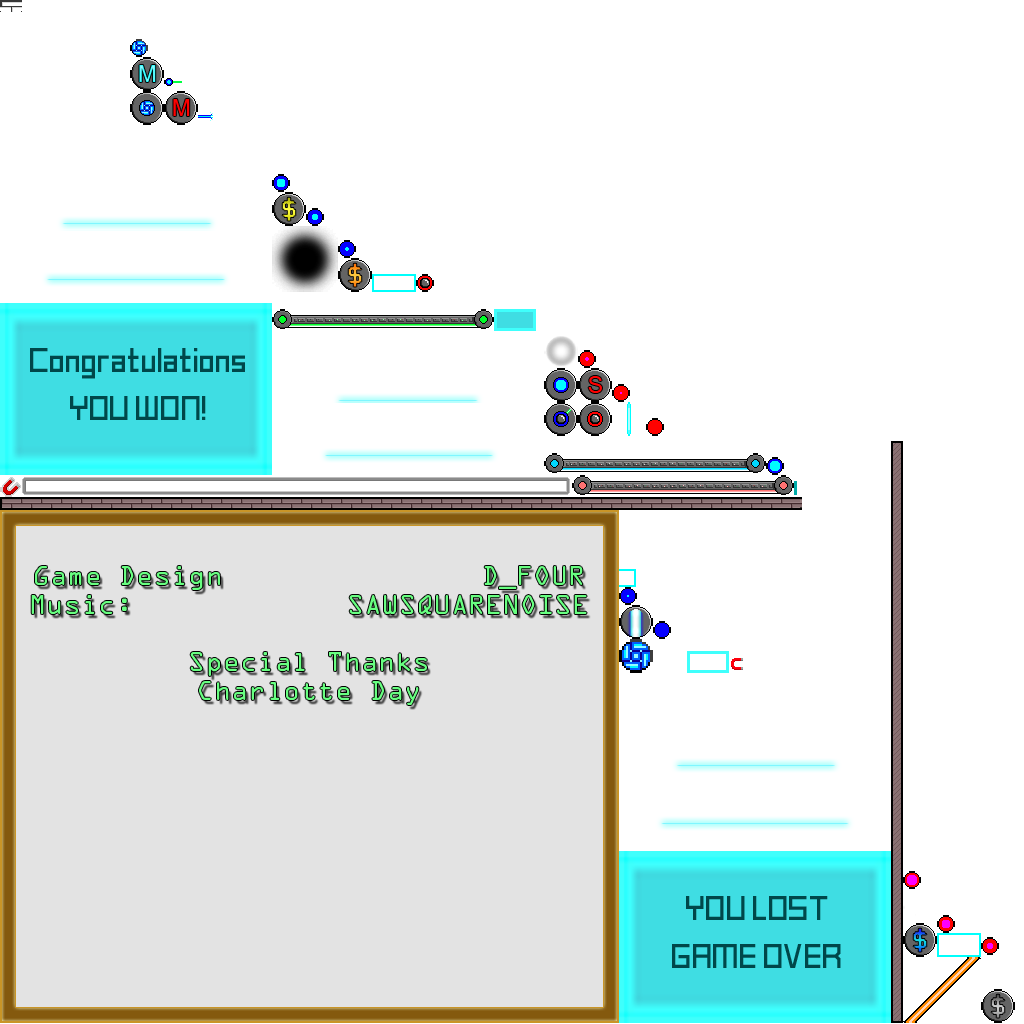 M
M
$
$
Congratulations
YOU WON!
S
Game Design D_FOUR
Music: SAWSQUARENOISE
Special Thanks
Charlotte Day
YOU LOST
GAME OVER
$
$